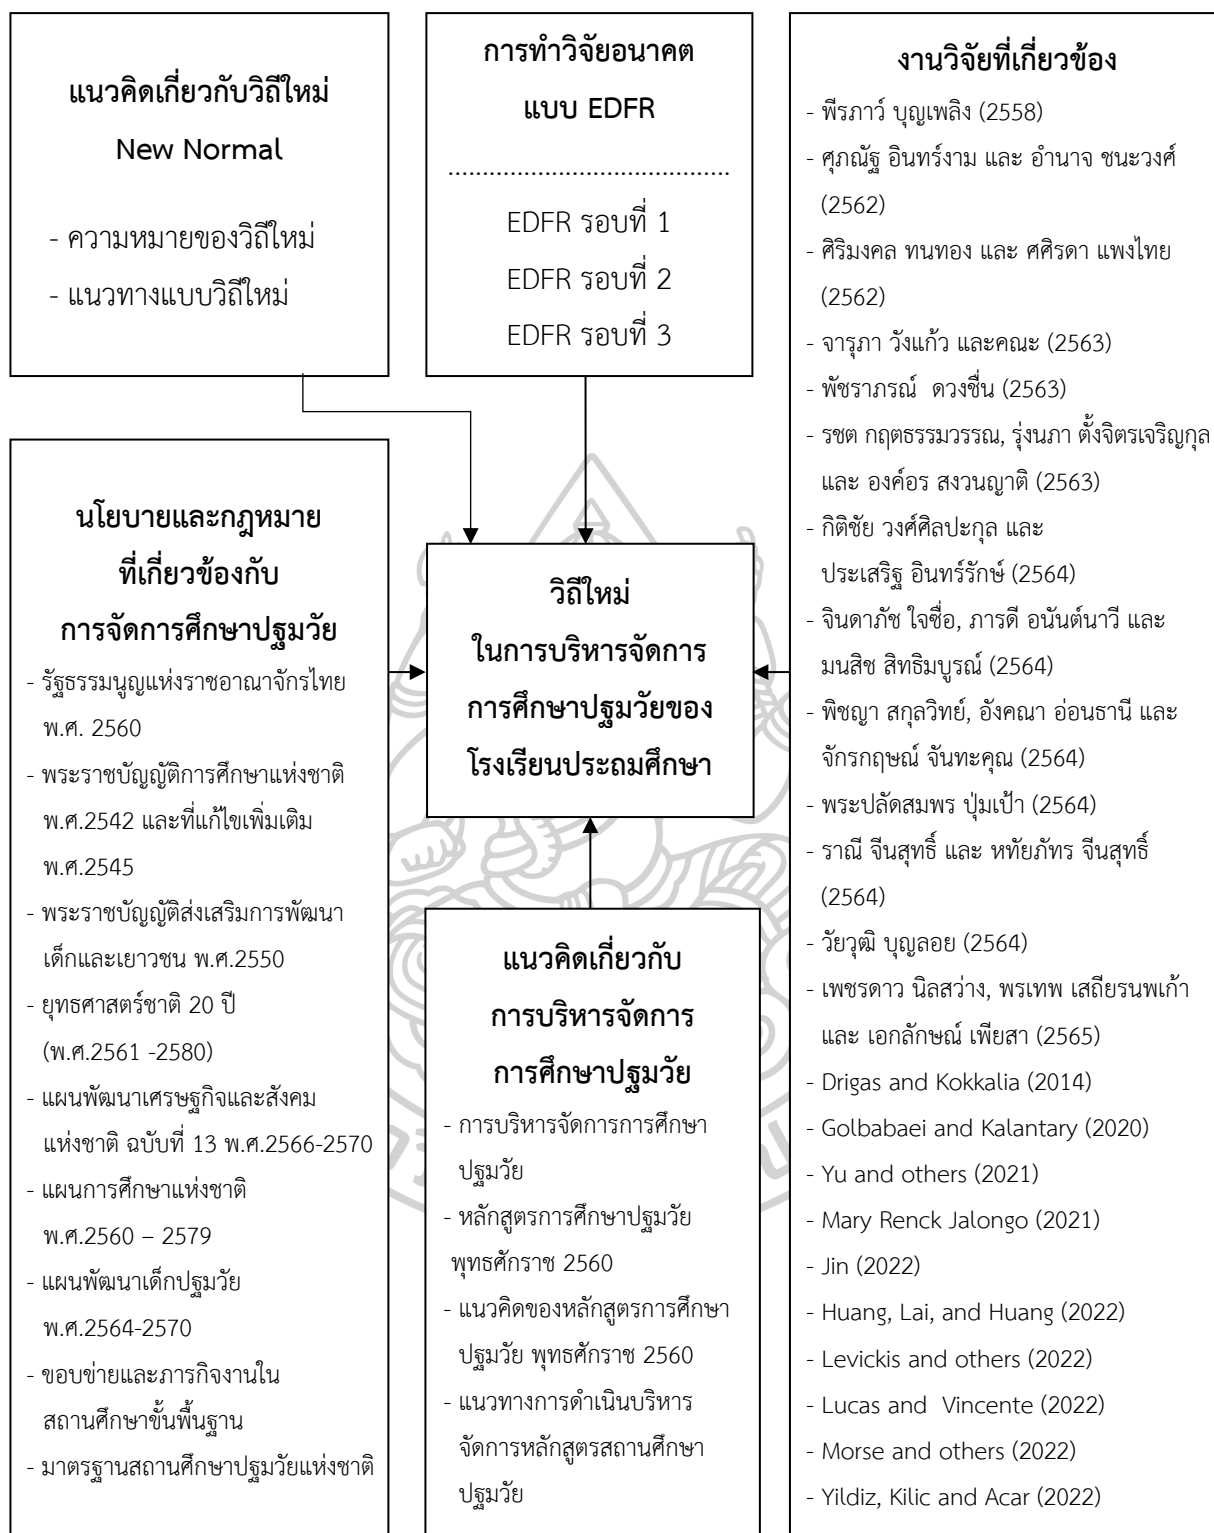 แนวคิดเกี่ยวกับวิถีใหม่
New Normal
- ความหมายของวิถีใหม่
- แนวทางแบบวิถีใหม่
การทำวิจัยอนาคต
แบบ EDFR
.........................................
EDFR รอบที่ 1
EDFR รอบที่ 2
EDFR รอบที่ 3
งานวิจัยที่เกี่ยวข้อง
- พีรภาว์ บุญเพลิง (2558)
- ศุภณัฐ อินทร์งาม และ อำนาจ ชนะวงศ์
(2562)
- ศิริมงคล ทนทอง และ ศศิรดา แพงไทย
(2562)
- จารุภา วังแก้ว และคณะ (2563)
- พัชราภรณ์ ดวงชื่น (2563)
- รชต กฤตธรรมวรรณ, รุ่งนภา ตั้งจิตรเจริญกุล
และ องค์อร สงวนญาติ (2563)
- กิติชัย วงศ์ศิลปะกุล และ
ประเสริฐ อินทร์รักษ์ (2564)
- จินดาภัช ใจซื่อ, ภารดี อนันต์นาวี และ
มนสิช สิทธิมบูรณ์ (2564)
- พิชญา สกุลวิทย์, อังคณา อ่อนธานี และ
จักรกฤษณ์ จันทะคุณ (2564)
- พระปลัดสมพร ปุ่มเป้า (2564)
- ราณี จีนสุทธิ์ และ หทัยภัทร จีนสุทธิ์
(2564)
- วัยวุฒิ บุญลอย (2564)
- เพชรดาว นิลสว่าง, พรเทพ เสถียรนพเก้า
และ เอกลักษณ์ เพียสา (2565)
- Drigas and Kokkalia (2014)
- Golbabaei and Kalantary (2020)
- Yu and others (2021)
- Mary Renck Jalongo (2021)
- Jin (2022)
- Huang, Lai, and Huang (2022)
- Levickis and others (2022)
- Lucas and Vincente (2022)
- Morse and others (2022)
- Yildiz, Kilic and Acar (2022)
นโยบายและกฎหมาย
ที่เกี่ยวข้องกับ
การจัดการศึกษาปฐมวัย
- รัฐธรรมนูญแห่งราชอาณาจักรไทย
พ.ศ. 2560
- พระราชบัญญัติการศึกษาแห่งชาติ
พ.ศ.2542 และที่แก้ไขเพิ่มเติม
พ.ศ.2545
- พระราชบัญญัติส่งเสริมการพัฒนา
เด็กและเยาวชน พ.ศ.2550
- ยุทธศาสตร์ชาติ 20 ปี
(พ.ศ.2561 -2580)
- แผนพัฒนาเศรษฐกิจและสังคม
แห่งชาติ ฉบับที่ 13 พ.ศ.2566-2570
- แผนการศึกษาแห่งชาติ
พ.ศ.2560 – 2579
- แผนพัฒนาเด็กปฐมวัย
พ.ศ.2564-2570
- ขอบข่ายและภารกิจงานใน
สถานศึกษาขั้นพื้นฐาน
- มาตรฐานสถานศึกษาปฐมวัยแห่งชาติ
วิถีใหม่
ในการบริหารจัดการ
การศึกษาปฐมวัยของ
โรงเรียนประถมศึกษา
แนวคิดเกี่ยวกับ
การบริหารจัดการ
การศึกษาปฐมวัย
- การบริหารจัดการการศึกษา
ปฐมวัย
- หลักสูตรการศึกษาปฐมวัย
พุทธศักราช 2560
- แนวคิดของหลักสูตรการศึกษา
ปฐมวัย พุทธศักราช 2560
- แนวทางการดำเนินบริหาร
จัดการหลักสูตรสถานศึกษา
ปฐมวัย